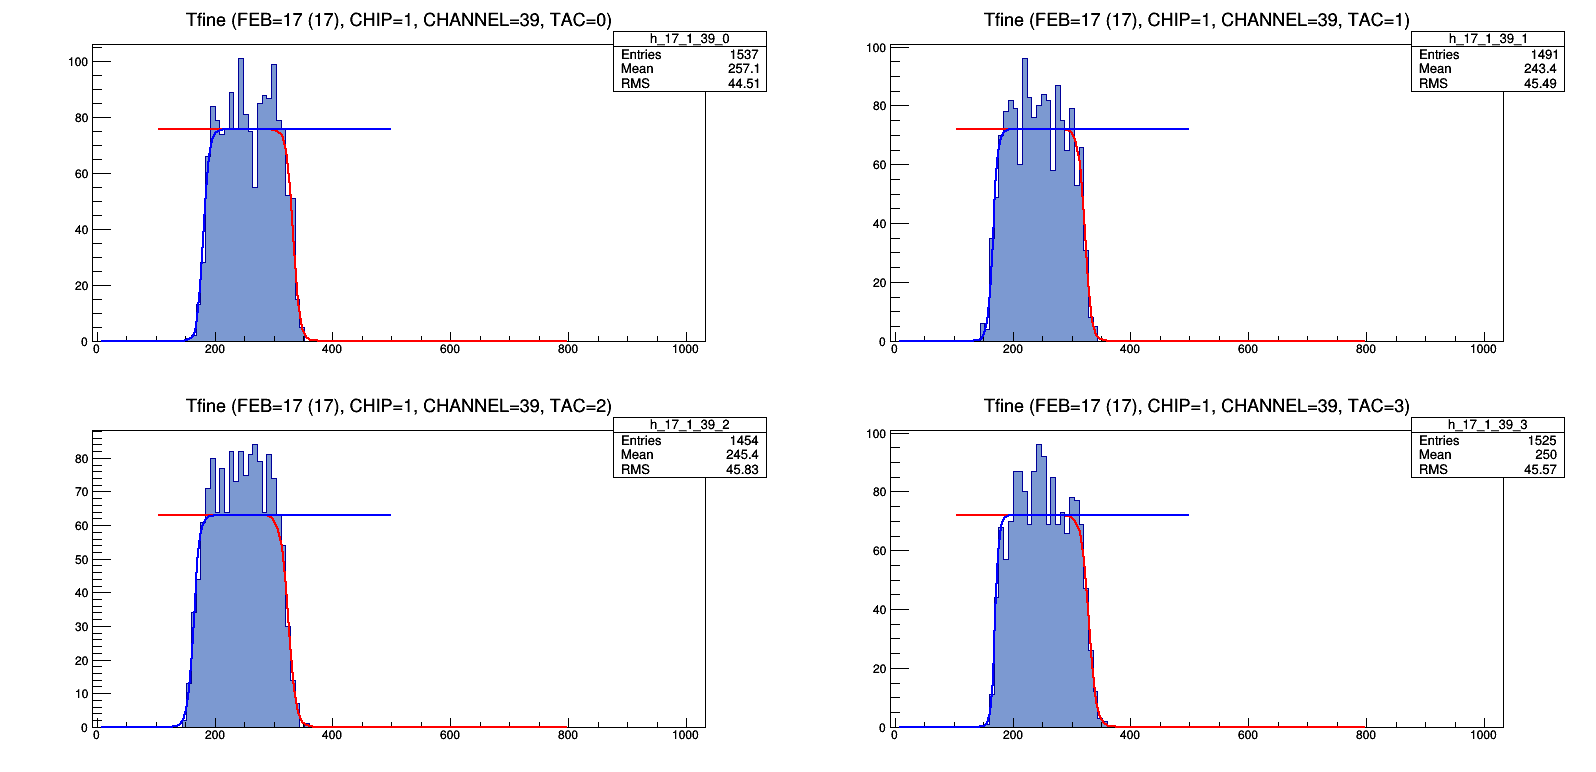 Tfine (FEB=17 (17), CHIP=1, CHANNEL=39, TAC=0)
h_17_1_39_0
Entries 1537
Mean 257.1
RMS 44.51
100
80
60
40
20
0
0 200 400 600 800 1000
Tfine (FEB=17 (17), CHIP=1, CHANNEL=39, TAC=1)
h_17_1_39_1
Entries 1491
Mean 243.4
RMS 45.49
100
80
60
40
20
0
0 200 400 600 800 1000
Tfine (FEB=17 (17), CHIP=1, CHANNEL=39, TAC=2)
h_17_1_39_2
Entries 1454
Mean 245.4
RMS 45.83
80
70
60
50
40
30
20
10
0
0 200 400 600 800 1000
Tfine (FEB=17 (17), CHIP=1, CHANNEL=39, TAC=3)
h_17_1_39_3
Entries 1525
Mean 250
RMS 45.57
100
80
60
40
20
0
0 200 400 600 800 1000